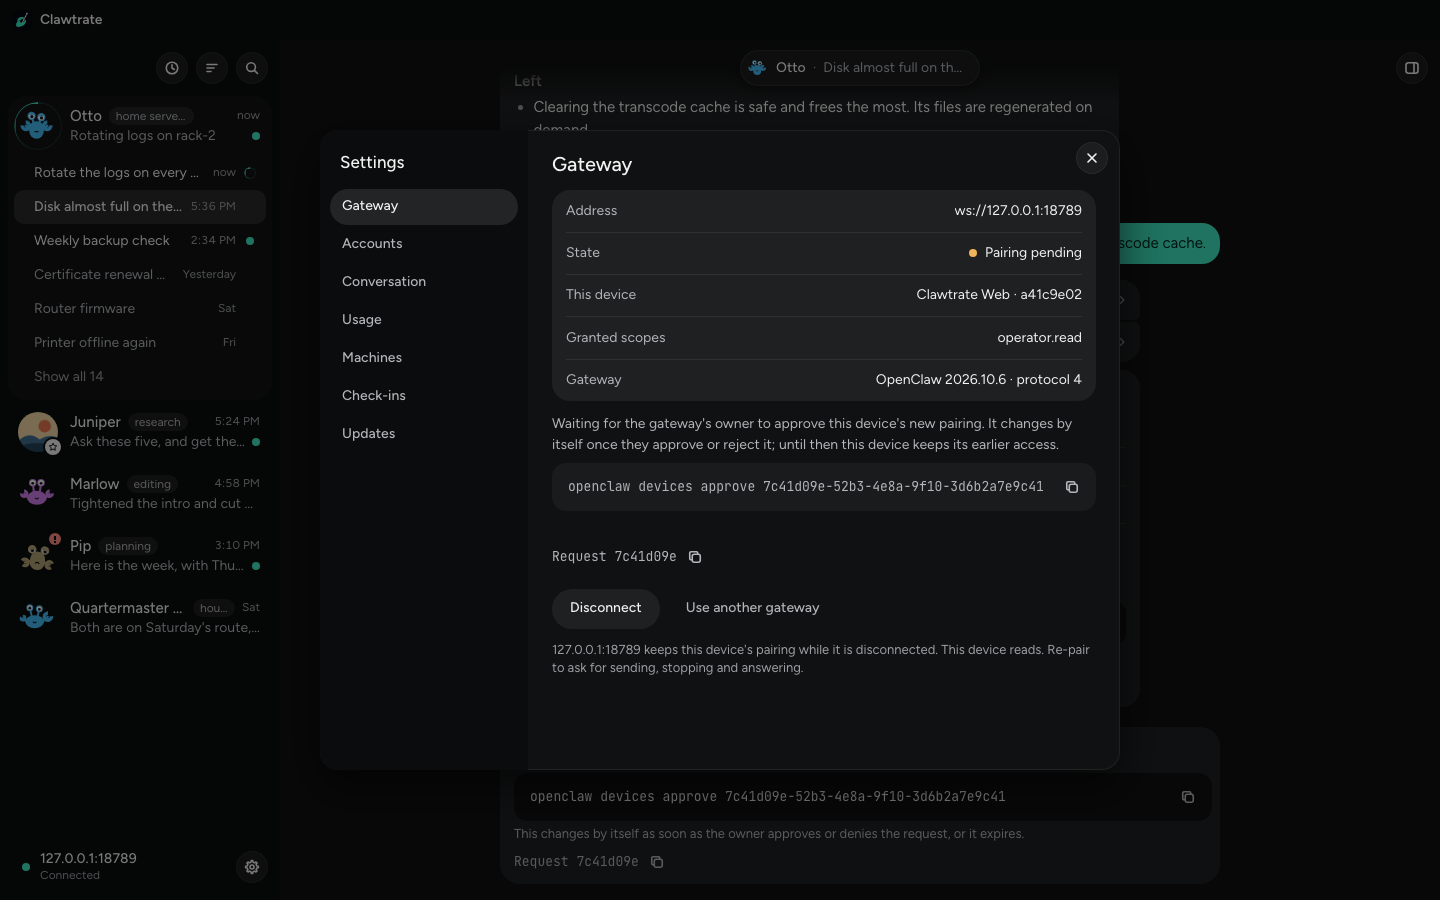 Clawtrate
Otto · Disk almost full on th...
Left
Clearing the transcode cache is safe and frees the most. Its files are regenerated on
demand
Otto home serve... now
Rotating logs on rack-2
Rotate the logs on every ... now
Disk almost full on the... 5:36 PM
Weekly backup check 2:34 PM
Certificate renewal ... Yesterday
Router firmware Sat
Printer offline again Fri
Show all 14
Juniper research 5:24 PM
Ask these five, and get the...
Marlow editing 4:58 PM
Tightened the intro and cut ...
Pip planning 3:10 PM
Here is the week, with Thu...
Quartermaster ... hou... Sat
Both are on Saturday's route,...
127.0.0.1:18789
Connected
Settings
Gateway
Accounts
Conversation
Usage
Machines
Check-ins
Updates
Gateway
Address ws://127.0.0.1:18789
State Pairing pending
This device Clawtrate Web · a41c9e02
Granted scopes operator.read
Gateway OpenClaw 2026.10.6 · protocol 4
Waiting for the gateway's owner to approve this device's new pairing. It changes by
itself once they approve or reject it; until then this device keeps its earlier access.
openclaw devices approve 7c41d09e-52b3-4e8a-9f10-3d6b2a7e9c41
Request 7c41d09e
Disconnect Use another gateway
127.0.0.1:18789 keeps this device's pairing while it is disconnected. This device reads. Re-pair
to ask for sending, stopping and answering.
scode cache.
openclaw devices approve 7c41d09e-52b3-4e8a-9f10-3d6b2a7e9c41
This changes by itself as soon as the owner approves or denies the request, or it expires.
Request 7c41d09e